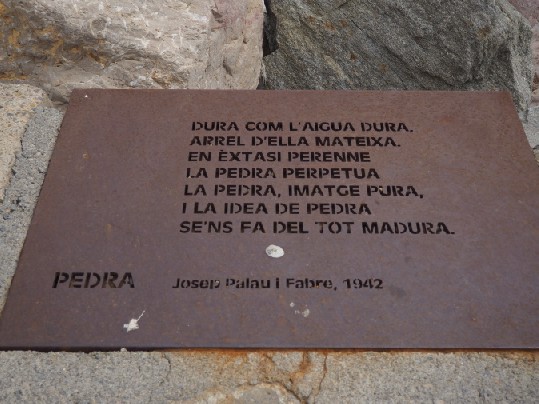 DURA COM L'AIGUA DURA.
ARREL D'ELLA MATEIXA.
EN ÈXTASI PERENNE
LA PEDRA PERPETUA
LA PEDRA, IMATGE PURA,
I LA IDEA DE PEDRA
SE'NS FA DEL TOT MADURA.
PEDRA Josep Palau i Fabre, 1942